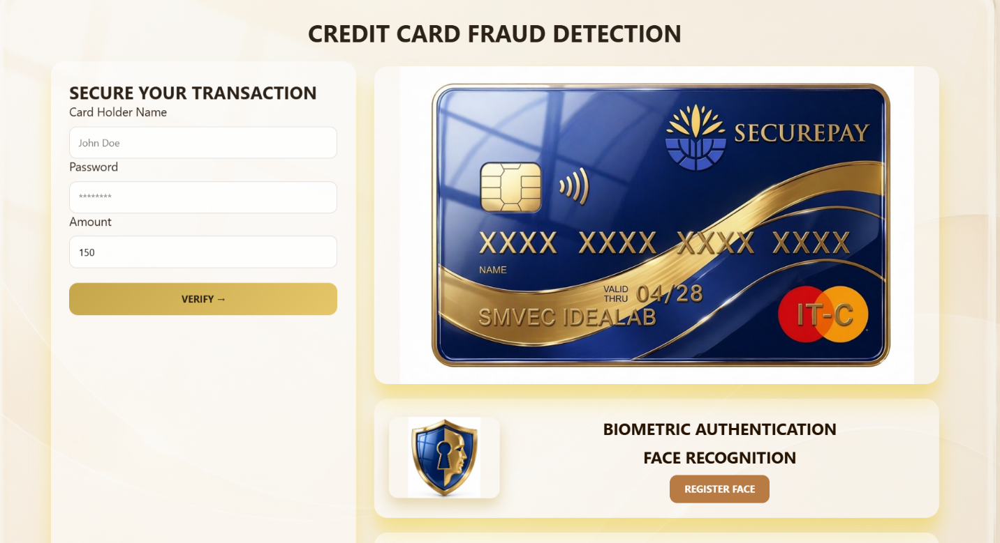 CREDIT CARD FRAUD DETECTION
SECURE YOUR TRANSACTION
Card Holder Name
John Doe
Password
********
Amount
150
VERIFY →
SECUREPAY
XXXX XXXX XXXX XXXX
NAME
VALID
THRU 04/28
SMVEC IDEALAB
IT-C
BIOMETRIC AUTHENTICATION
FACE RECOGNITION
REGISTER FACE